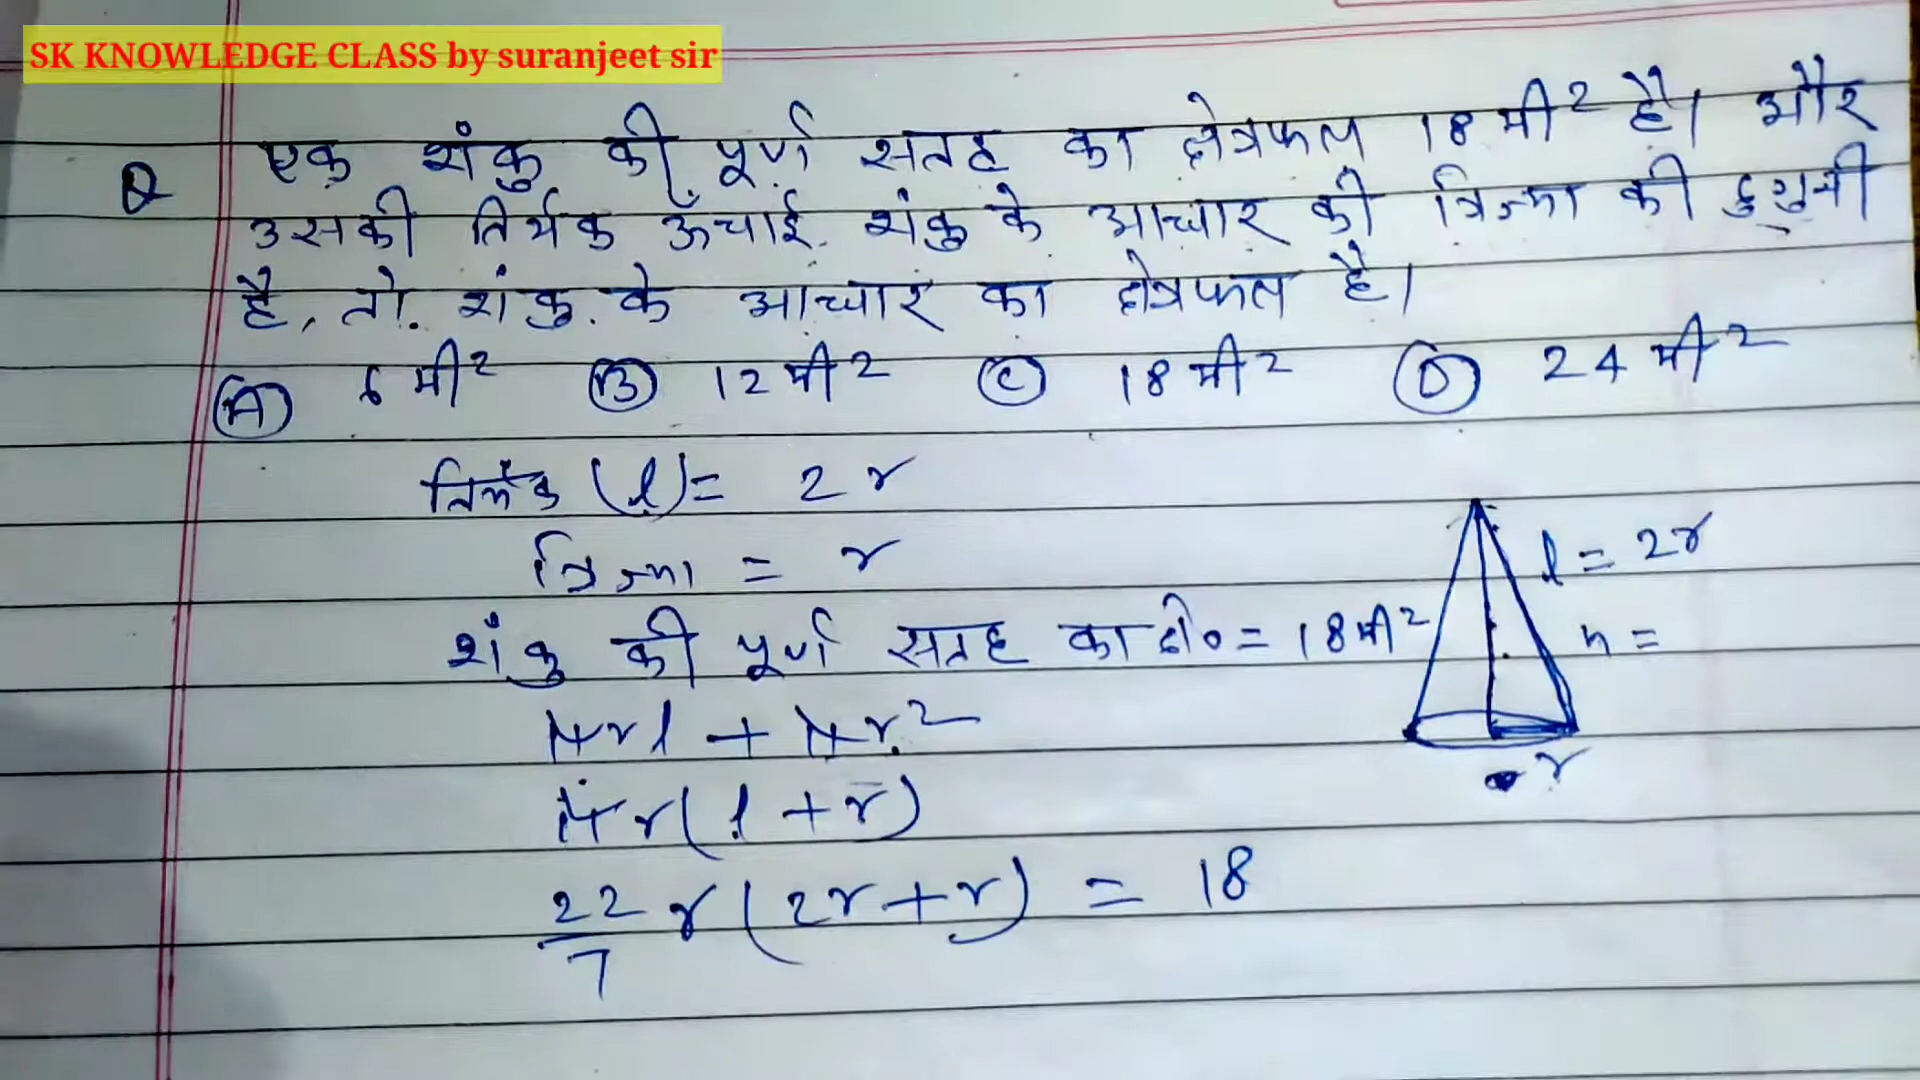 SK KNOWLEDGE CLASS by suranjeet sir
Q एक शंकु की पूर्ण सतह का क्षेत्रफल 18 मी² है। और
उसकी तिर्यक ऊँचाई शंकु के आधार की त्रिज्या की दुगुनी
है, तो शंकु के आधार का क्षेत्रफल है।
(A) 6 मी² (B) 12 मी² (C) 18 मी² (D) 24 मी²
तिर्यक (l) = 2r
त्रिज्या = r
शंकु की पूर्ण सतह का क्षे० = 18 मी²
πrl + πr²
πr(l + r)
22/7 r(2r + r) = 18
l = 2r
h =
r